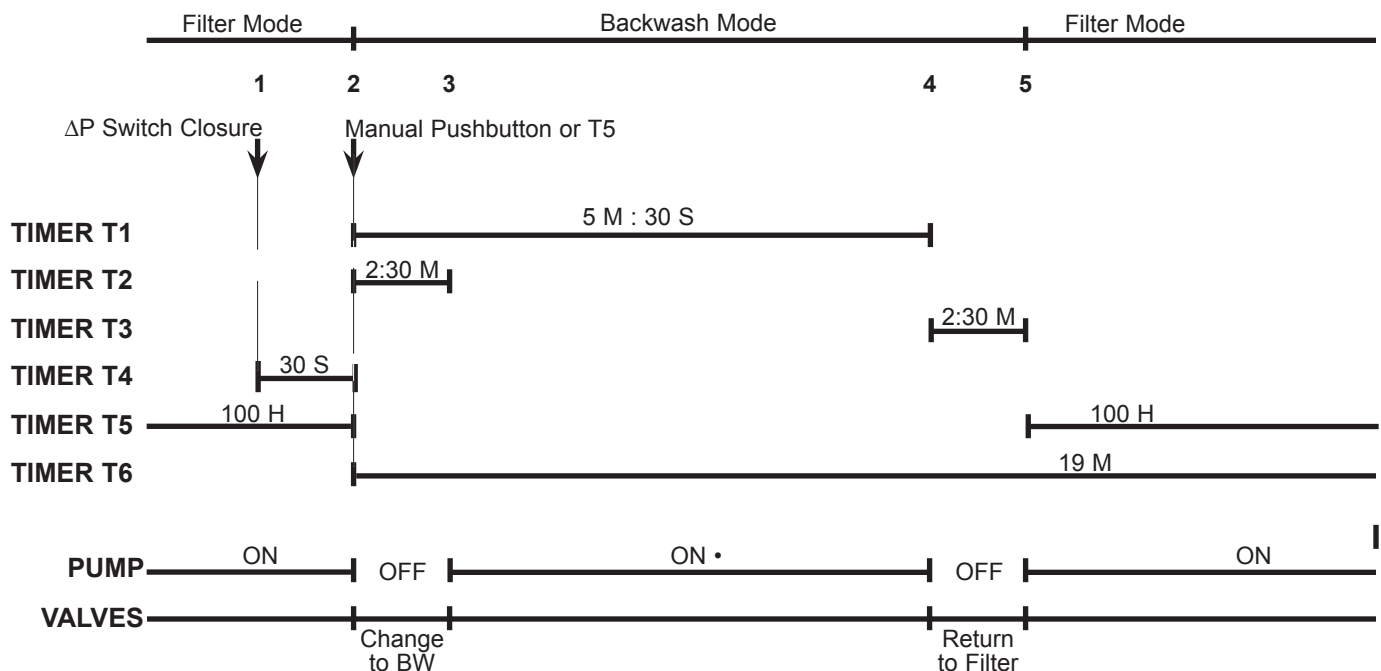 Filter Mode Backwash Mode Filter Mode
1 2 3 4 5
ΔP Switch Closure Manual Pushbutton or T5
TIMER T1 5 M : 30 S
TIMER T2 2:30 M
TIMER T3 2:30 M
TIMER T4 30 S
TIMER T5 100 H 100 H
TIMER T6 19 M
PUMP ON OFF ON • OFF ON
VALVES
Change Return
to BW to Filter